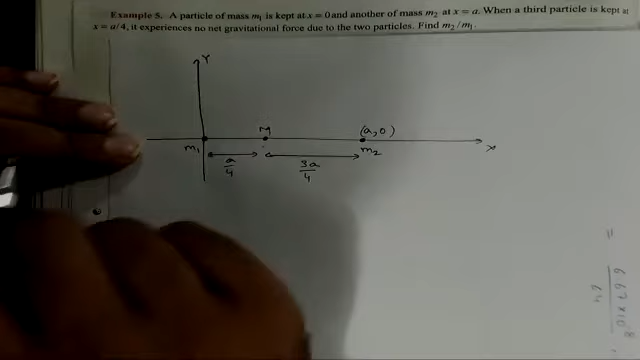 Example 5. A particle of mass m₁ is kept at x = 0 and another of mass m₂ at x = a. When a third particle is kept at
x = a/4, it experiences no net gravitational force due to the two particles. Find m₂/m₁.
Y
M (a, 0)
m₁ m₂ x
a/4 3a/4
=
64